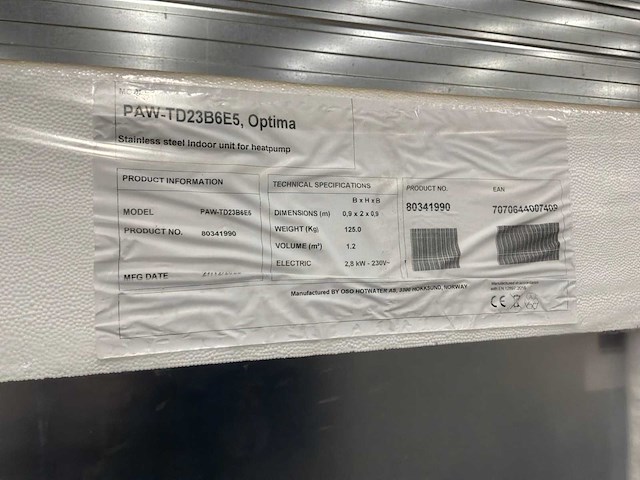 PAW-TD23B6E5, Optima
Stainless steel Indoor unit for heatpump
PRODUCT INFORMATION
MODEL PAW-TD23B6E5
PRODUCT NO. 80341990
MFG DATE
TECHNICAL SPECIFICATIONS
B x H x B
DIMENSIONS (m) 0,9 x 2 x 0,9
WEIGHT (Kg) 125.0
VOLUME (m³) 1.2
ELECTRIC 2,8 kW - 230V~
PRODUCT NO.
80341990
EAN
7070644007409
Manufactured BY OSO HOTWATER AS, 3300 HOKKSUND, NORWAY
CE